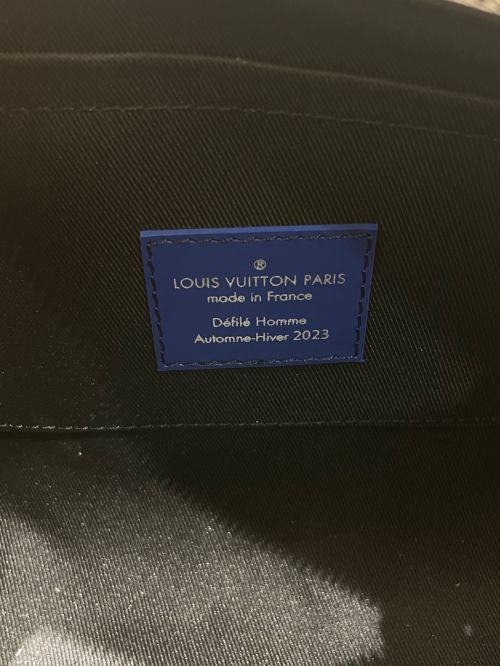 ®
LOUIS VUITTON PARIS
made in France
Défilé Homme
Automne-Hiver 2023